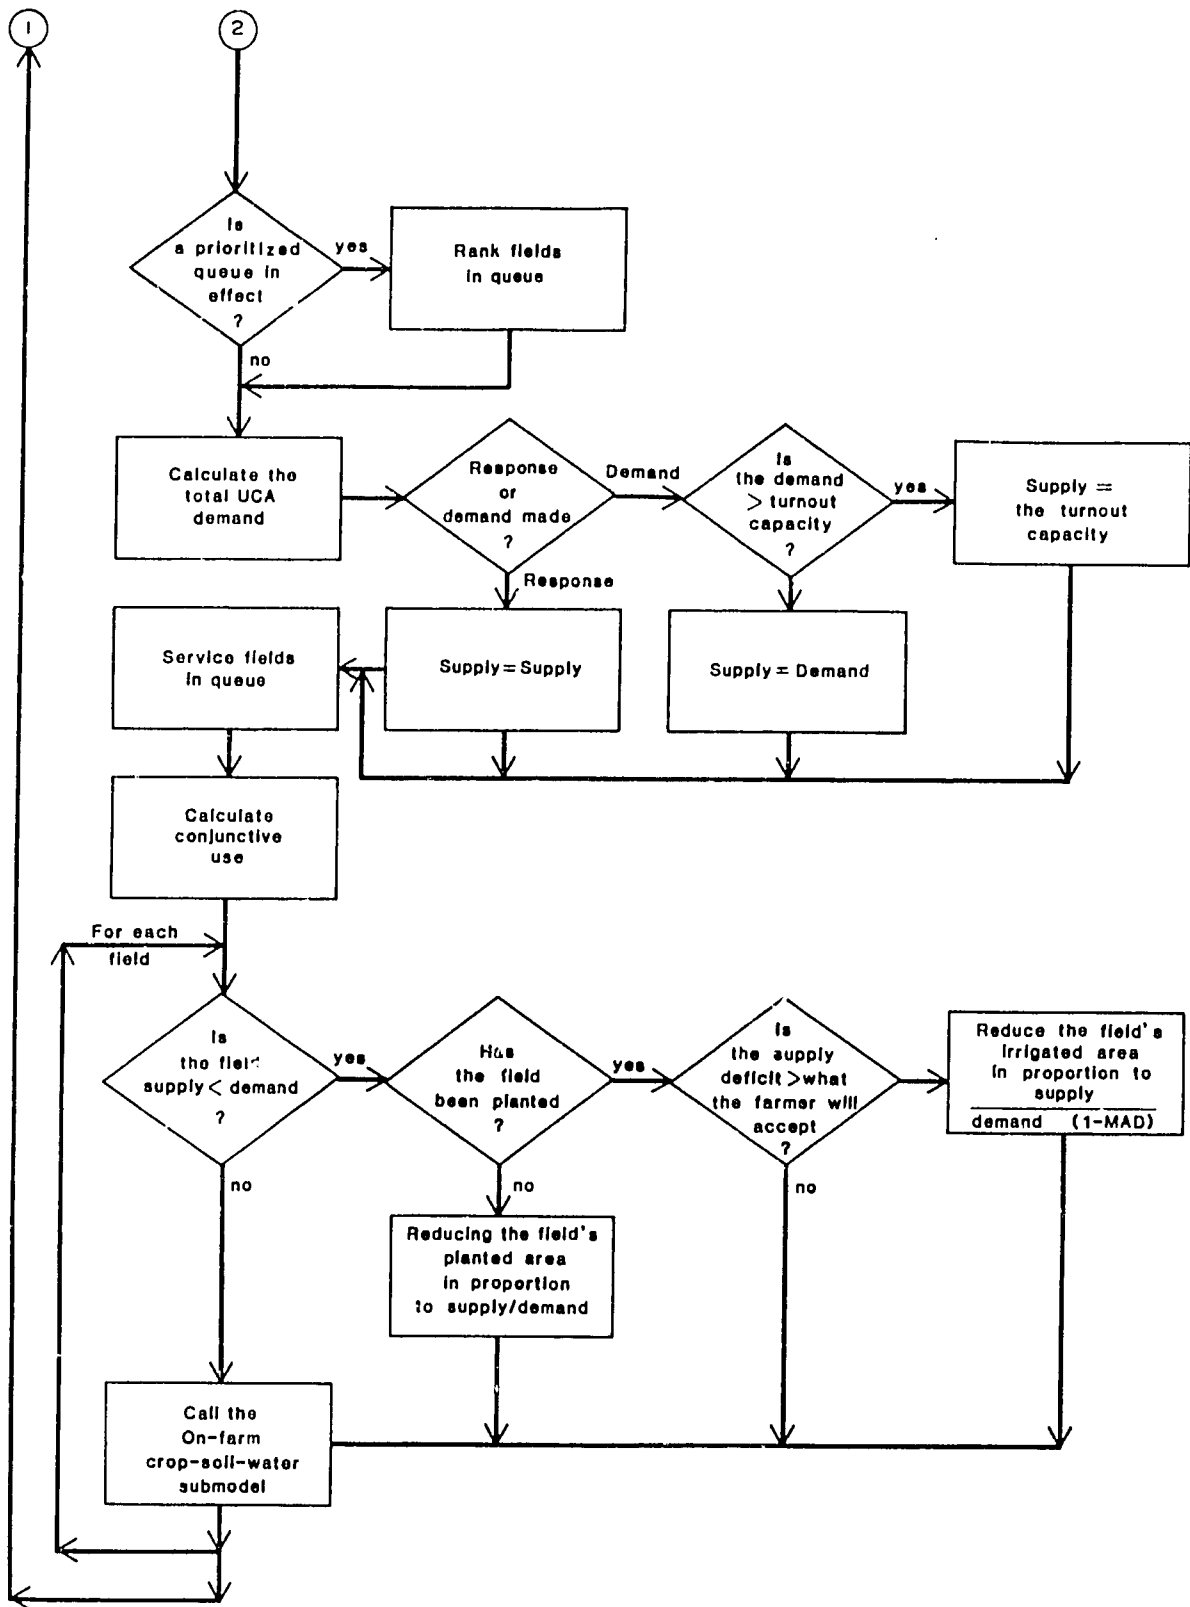 1
2
Is
a prioritized
queue in
effect
?
yes
Rank fields
in queue
no
Calculate the
total UCA
demand
Response
or
demand made
?
Demand
Is
the demand
> turnout
capacity
?
yes
Supply =
the turnout
capacity
Response
Service fields
in queue
Supply = Supply
Supply = Demand
Calculate
conjunctive
use
For each
field
Is
the field
supply < demand
?
yes
Has
the field
been planted
?
yes
Is
the supply
deficit > what
the farmer will
accept
?
Reduce the field's
irrigated area
in proportion to
supply
demand (1-MAD)
no
no
no
Reducing the field's
planted area
in proportion
to supply/demand
Call the
On-farm
crop-soil-water
submodel